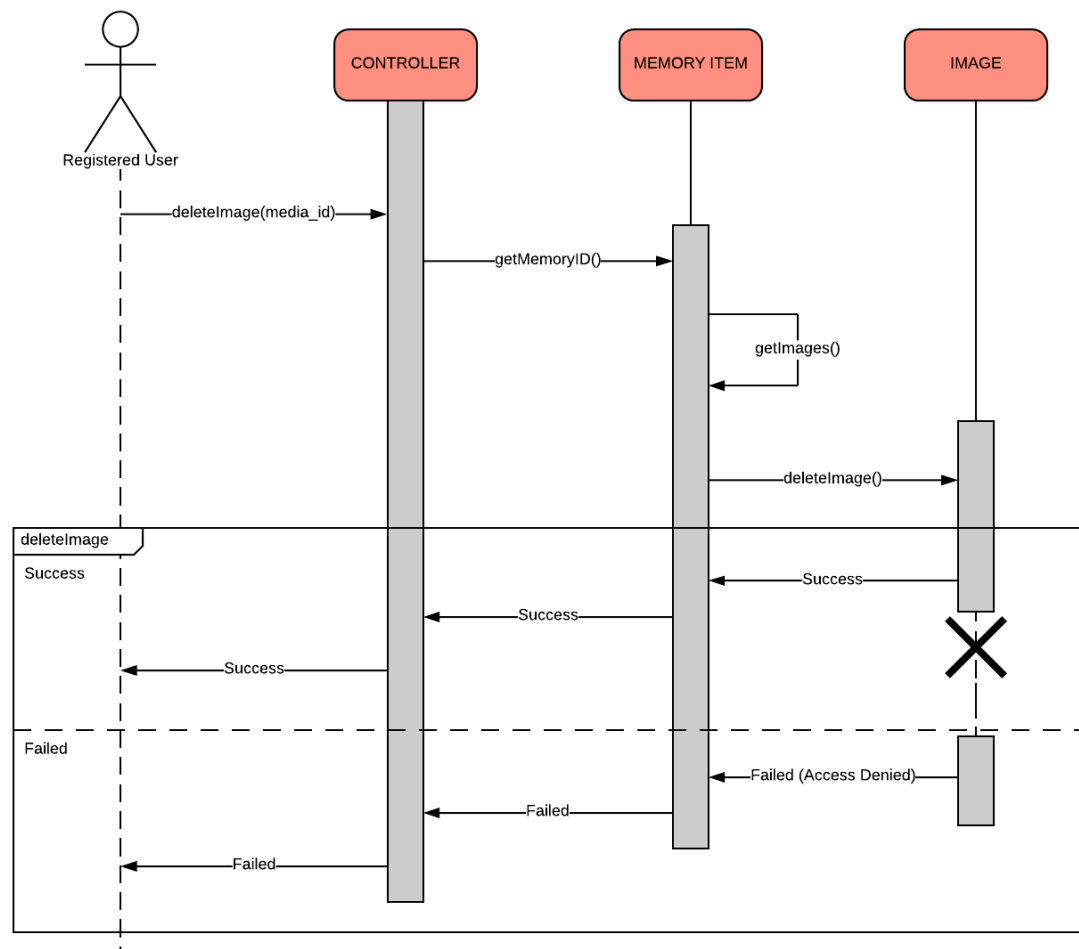 CONTROLLER
MEMORY ITEM
IMAGE
Registered User
deleteImage(media_id)
getMemoryID()
getImages()
deleteImage()
deleteImage
Success
Success
Success
Success
Failed
Failed (Access Denied)
Failed
Failed